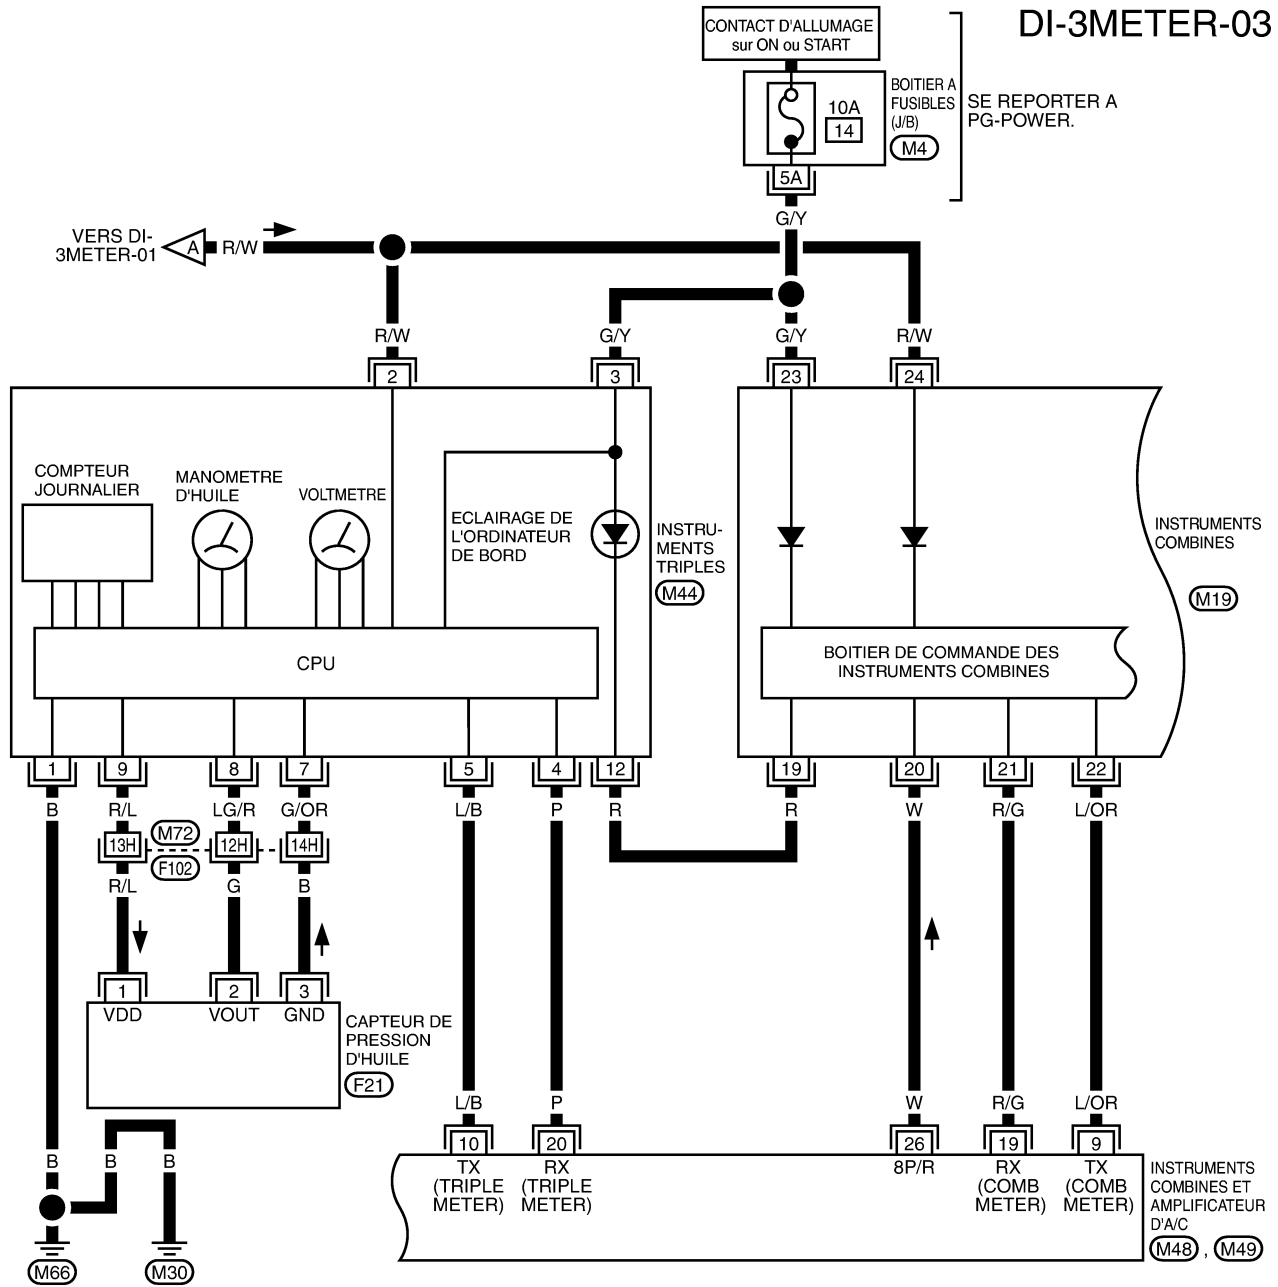 DI-3METER-03
CONTACT D'ALLUMAGE
sur ON ou START
10A
14
BOITIER A
FUSIBLES
(J/B)
M4
SE REPORTER A
PG-POWER.
5A
G/Y
VERS DI-
3METER-01
A
R/W
R/W
G/Y
G/Y
R/W
2
3
23
24
COMPTEUR
JOURNALIER
MANOMETRE
D'HUILE
VOLTMETRE
ECLAIRAGE DE
L'ORDINATEUR
DE BORD
INSTRU-
MENTS
TRIPLES
M44
INSTRUMENTS
COMBINES
M19
CPU
BOITIER DE COMMANDE DES
INSTRUMENTS COMBINES
1
9
8
7
5
4
12
19
20
21
22
B
R/L
LG/R
G/OR
L/B
P
R
R
W
R/G
L/OR
13H
M72
12H
14H
F102
R/L
G
B
1
2
3
VDD
VOUT
GND
CAPTEUR DE
PRESSION
D'HUILE
F21
L/B
P
W
R/G
L/OR
10
20
26
19
9
TX
(TRIPLE
METER)
RX
(TRIPLE
METER)
8P/R
RX
(COMB
METER)
TX
(COMB
METER)
INSTRUMENTS
COMBINES ET
AMPLIFICATEUR
D'A/C
M48 , M49
B
B
B
M66
M30